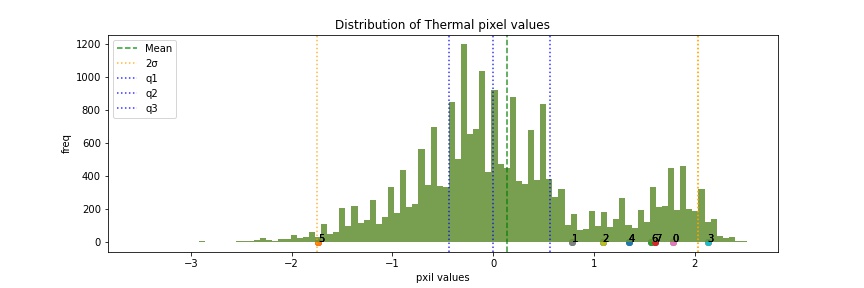 Distribution of Thermal pixel values
1200
1000
800
600
400
200
0
freq
Mean
2σ
q1
q2
q3
5
1
2
4
6
7
0
3
−3
−2
−1
0
1
2
pxil values